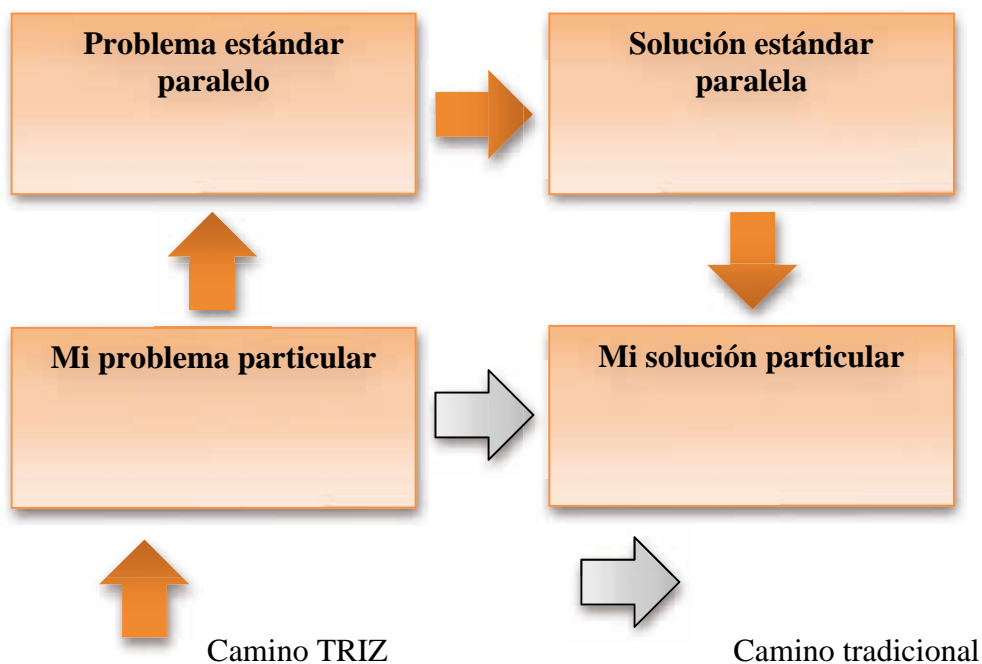 Problema estándar
paralelo
Solución estándar
paralela
Mi problema particular
Mi solución particular
Camino TRIZ
Camino tradicional